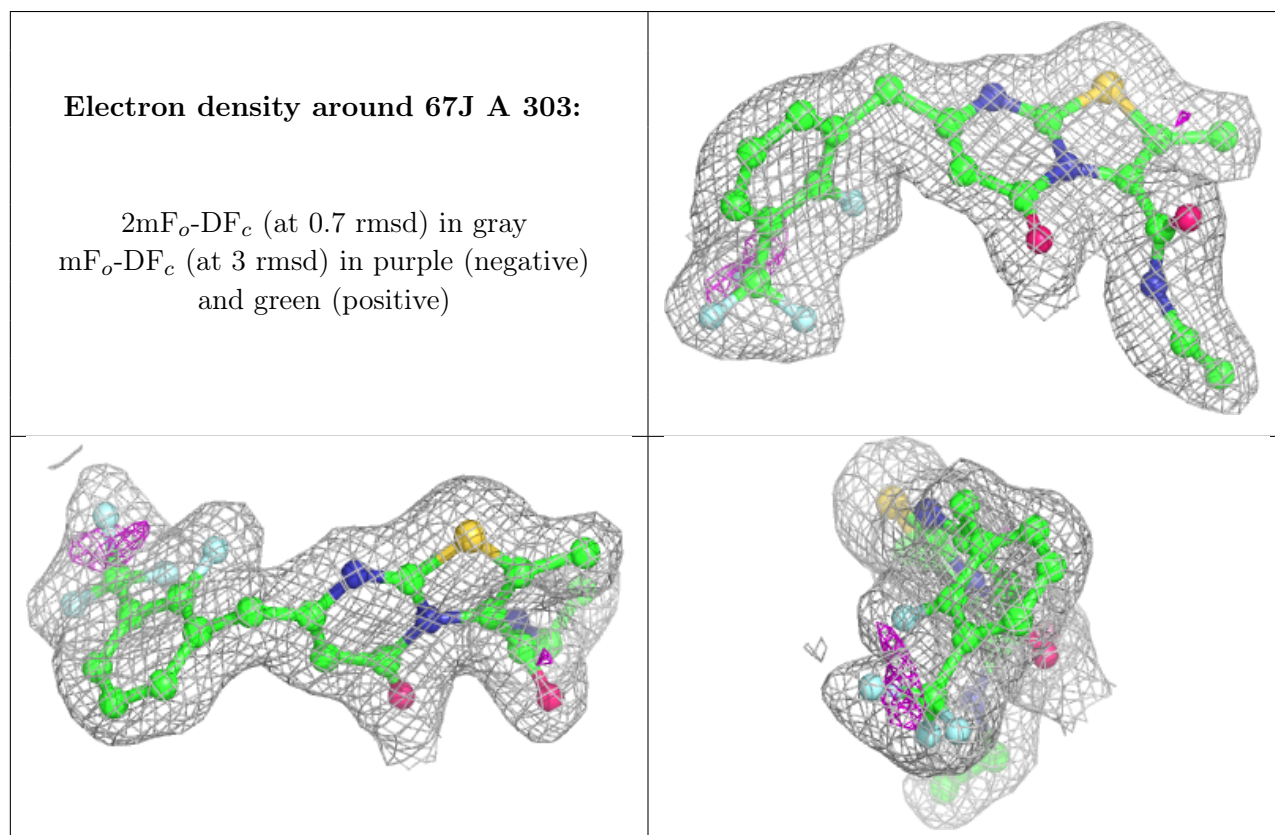 Electron density around 67J A 303:
2mFo-DFc (at 0.7 rmsd) in gray
mFo-DFc (at 3 rmsd) in purple (negative)
and green (positive)